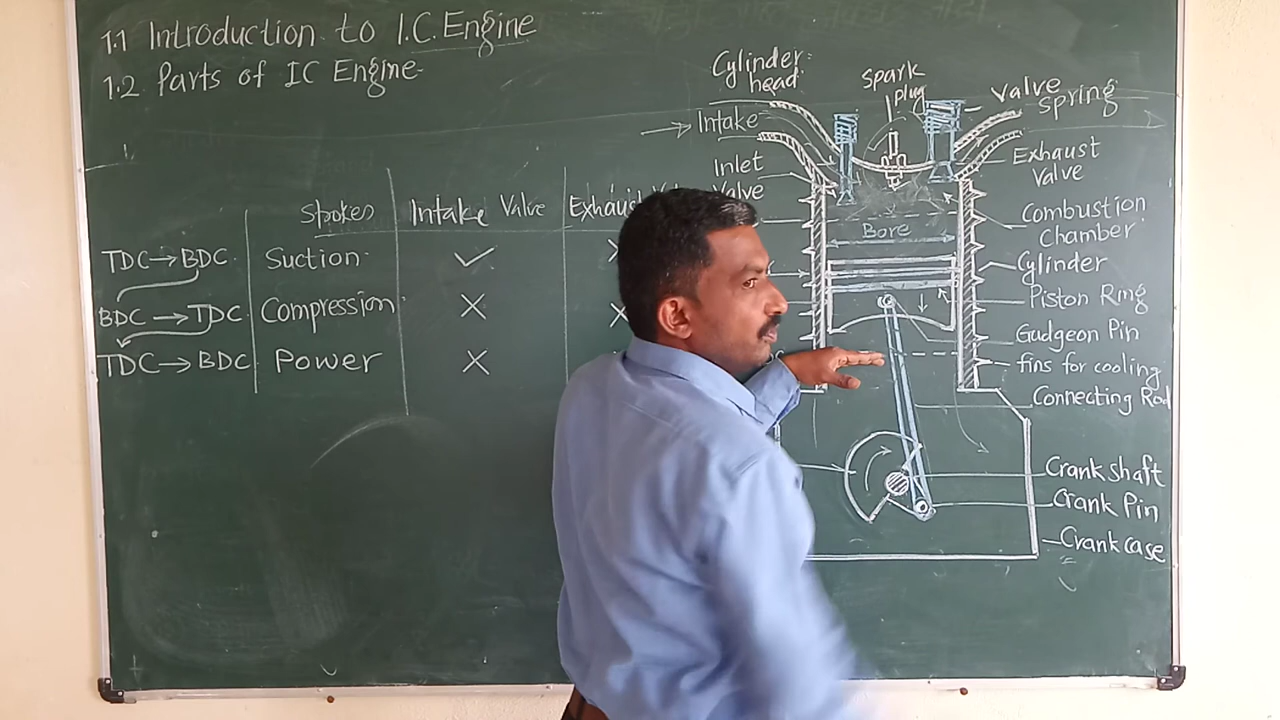 1.1 Introduction to I.C. Engine
1.2 Parts of IC Engine
Strokes
Intake Valve
Exhaust
TDC→BDC
Suction
✓
BDC→TDC
Compression
X
X
TDC→BDC
Power
X
Cylinder head
Spark plug
Valve Spring
Intake
Inlet Valve
Exhaust Valve
Combustion Chamber
Bore
Cylinder
Piston Ring
Gudgeon Pin
fins for cooling
Connecting Rod
Crank shaft
Crank Pin
Crank case